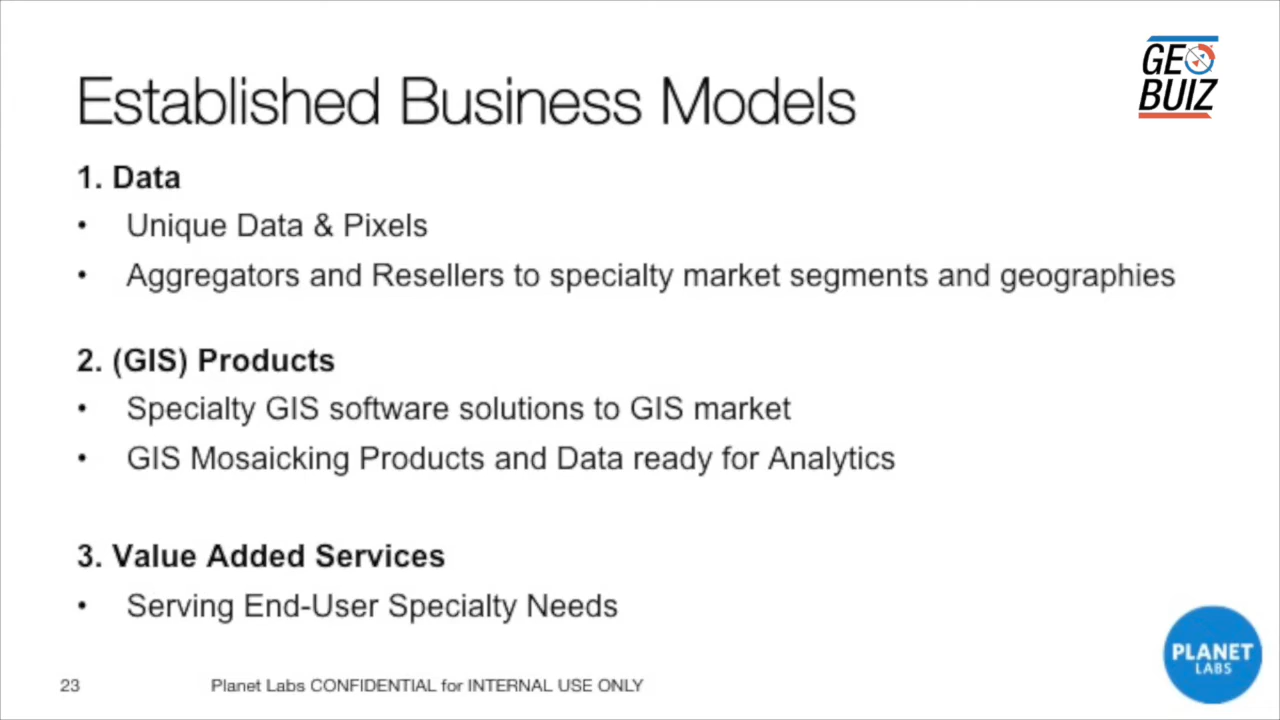 GEO
BUIZ
Established Business Models
1. Data
• Unique Data & Pixels
• Aggregators and Resellers to specialty market segments and geographies
2. (GIS) Products
• Specialty GIS software solutions to GIS market
• GIS Mosaicking Products and Data ready for Analytics
3. Value Added Services
• Serving End-User Specialty Needs
PLANET
LABS
23 Planet Labs CONFIDENTIAL for INTERNAL USE ONLY